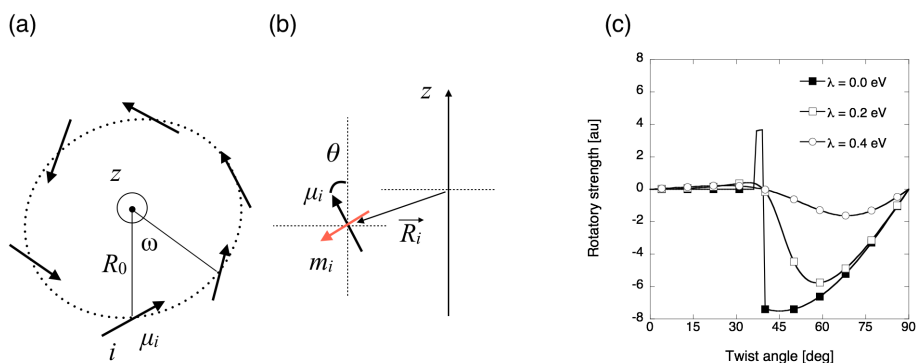 (a)
(b)
(c)
z
ω
R₀
i
μᵢ
z
θ
μᵢ
Rᵢ
mᵢ
Rotatory strength [au]
8
6
4
2
0
-2
-4
-6
-8
λ = 0.0 eV
λ = 0.2 eV
λ = 0.4 eV
0
15
30
45
60
75
90
Twist angle [deg]